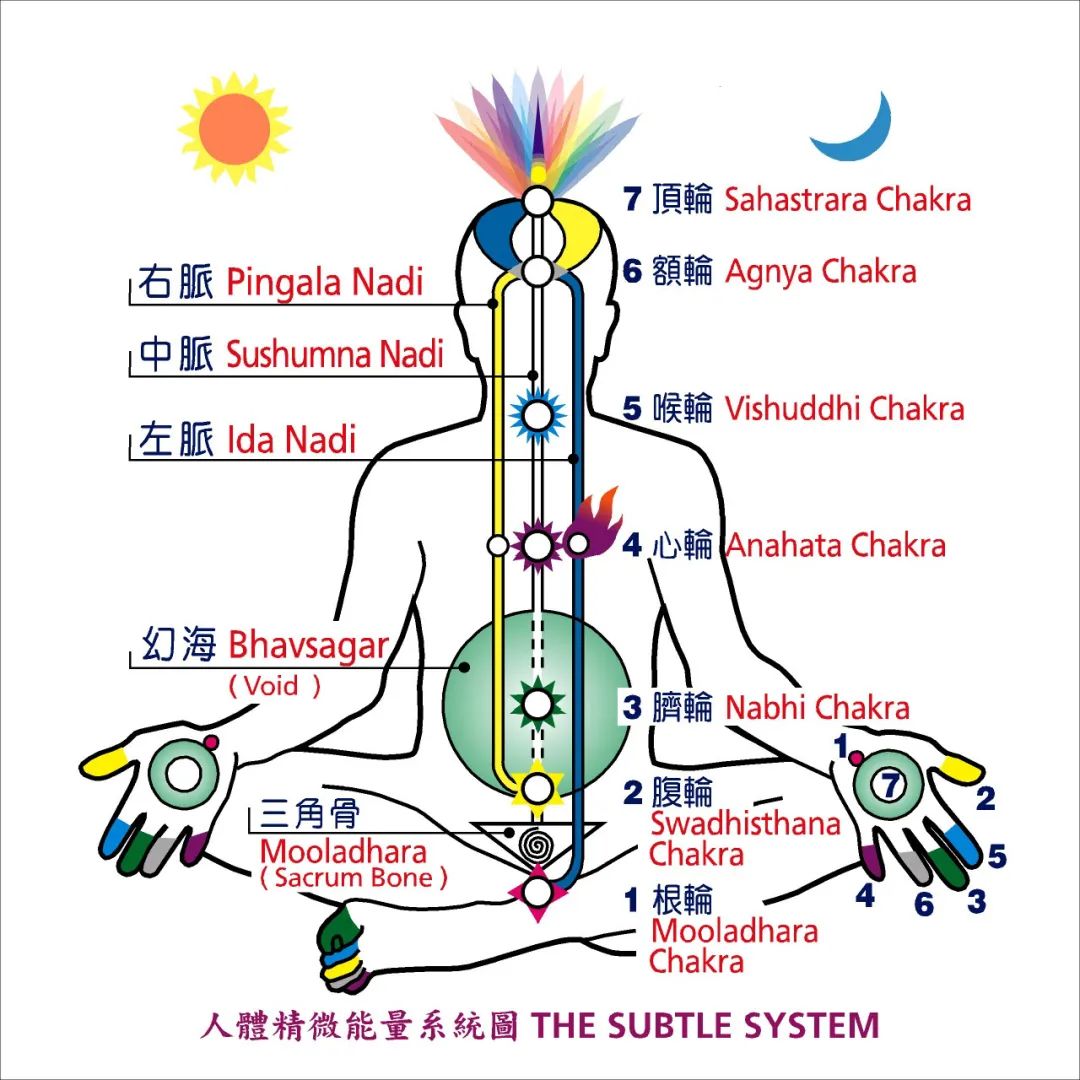 7 頂輪 Sahastrara Chakra
6 額輪 Agnya Chakra
右脈 Pingala Nadi
中脈 Sushumna Nadi
5 喉輪 Vishuddhi Chakra
左脈 Ida Nadi
4 心輪 Anahata Chakra
幻海 Bhavsagar
( Void )
3 臍輪 Nabhi Chakra
1
7
2
5
4
6
3
2 腹輪
Swadhisthana
Chakra
三角骨
Mooladhara
( Sacrum Bone )
1 根輪
Mooladhara
Chakra
人體精微能量系統圖 THE SUBTLE SYSTEM